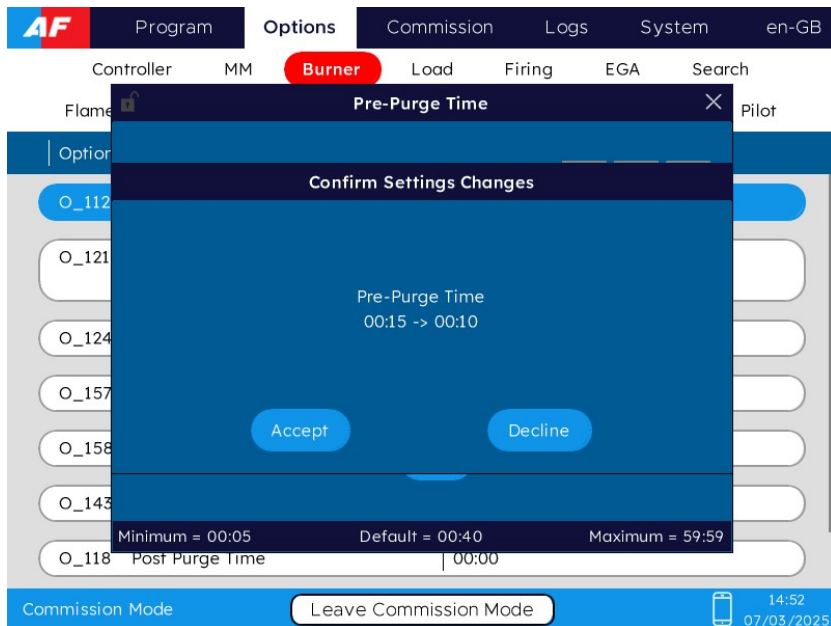 AF Program Options Commission Logs System en-GB
Controller MM Burner Load Firing EGA Search
Flame Pre-Purge Time Pilot
Option
Confirm Settings Changes
O_112
O_121
Pre-Purge Time
00:15 -> 00:10
O_124
O_157
Accept Decline
O_158
O_143
Minimum = 00:05 Default = 00:40 Maximum = 59:59
O_118 Post Purge Time 00:00
Commission Mode Leave Commission Mode 14:52
07/03/2025